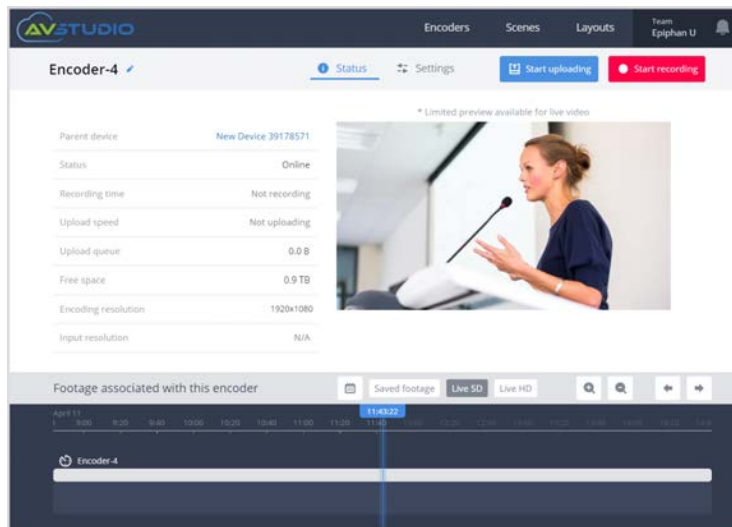 AVSTUDIO
Encoders Scenes Layouts Team Epiphan U
Encoder-4
Status Settings Start uploading Start recording
* Limited preview available for live video
Parent device New Device 39178571
Status Online
Recording time Not recording
Upload speed Not uploading
Upload queue 0.0 B
Free space 0.9 TB
Encoding resolution 1920x1080
Input resolution N/A
Footage associated with this encoder Saved footage Live SD Live HD
April 11 11:43:22
9:00 9:20 9:40 10:00 10:20 10:40 11:00 11:20 11:40
Encoder-4